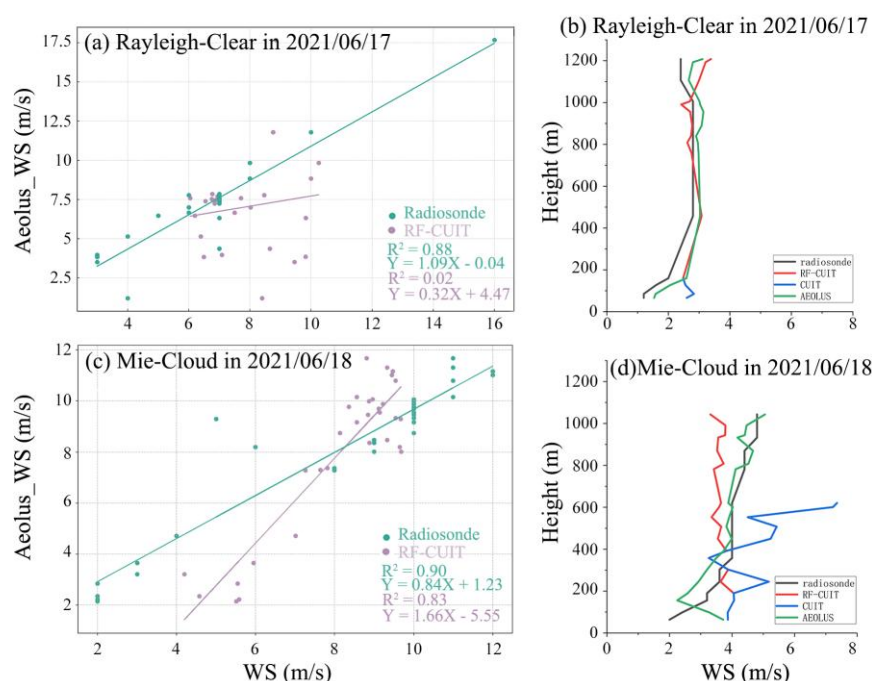 (a) Rayleigh-Clear in 2021/06/17
17.5
15.0
12.5
10.0
7.5
5.0
2.5
Aeolus_WS (m/s)
Radiosonde
RF-CUIT
R² = 0.88
Y = 1.09X - 0.04
R² = 0.02
Y = 0.32X + 4.47
4 6 8 10 12 14 16
(b) Rayleigh-Clear in 2021/06/17
1200
1000
800
600
400
200
0
Height (m)
radiosonde
RF-CUIT
CUIT
AEOLUS
0 2 4 6 8
(c) Mie-Cloud in 2021/06/18
12
10
8
6
4
2
Aeolus_WS (m/s)
Radiosonde
RF-CUIT
R² = 0.90
Y = 0.84X + 1.23
R² = 0.83
Y = 1.66X - 5.55
2 4 6 8 10 12
WS (m/s)
(d)Mie-Cloud in 2021/06/18
1200
1000
800
600
400
200
0
Height (m)
radiosonde
RF-CUIT
CUIT
AEOLUS
0 2 4 6 8
WS (m/s)